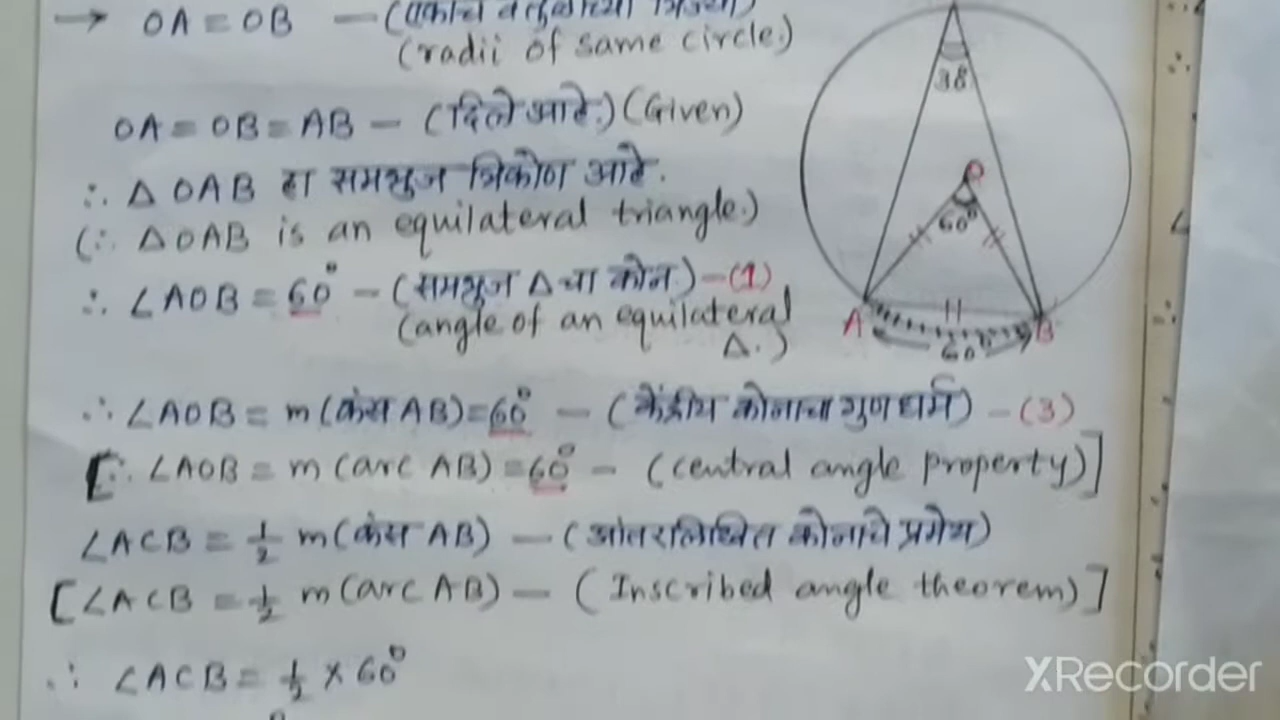 → OA = OB — (एकाच वर्तुळाच्या त्रिज्या)
(radii of same circle.)
OA = OB = AB — (दिले आहे.) (Given)
∴ △OAB हा समभुज त्रिकोण आहे.
(∴ △OAB is an equilateral triangle.)
∴ ∠AOB = 60° — (समभुज △चा कोन.) —(1)
(angle of an equilateral
△.)
∴ ∠AOB = m(कंस AB) = 60° — (केंद्रीय कोनाचा गुणधर्म) —(3)
[∴ ∠AOB = m (arc AB) = 60° — (central angle property)]
∠ACB = 1/2 m(कंस AB) — (आंतरलिखित कोनाचे प्रमेय)
[∠ACB = 1/2 m(arc AB) — (Inscribed angle theorem)]
∴ ∠ACB = 1/2 × 60°
O
60°
A
B
60°
XRecorder